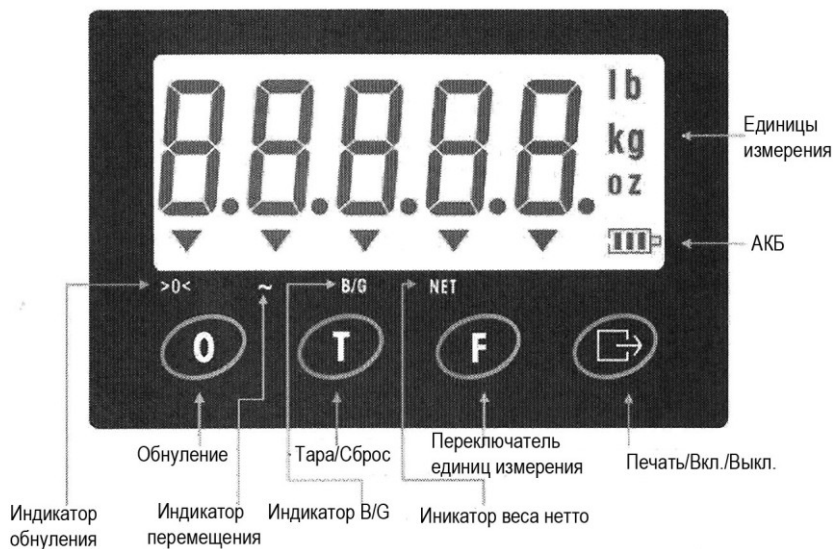 8.8.8.8.8.
lb
kg
oz
Единицы
измерения
АКБ
>0<
~
B/G
NET
0
T
F
Обнуление
Тара/Сброс
Переключатель
единиц измерения
Печать/Вкл./Выкл.
Индикатор
обнуления
Индикатор
перемещения
Индикатор B/G
Иникатор веса нетто